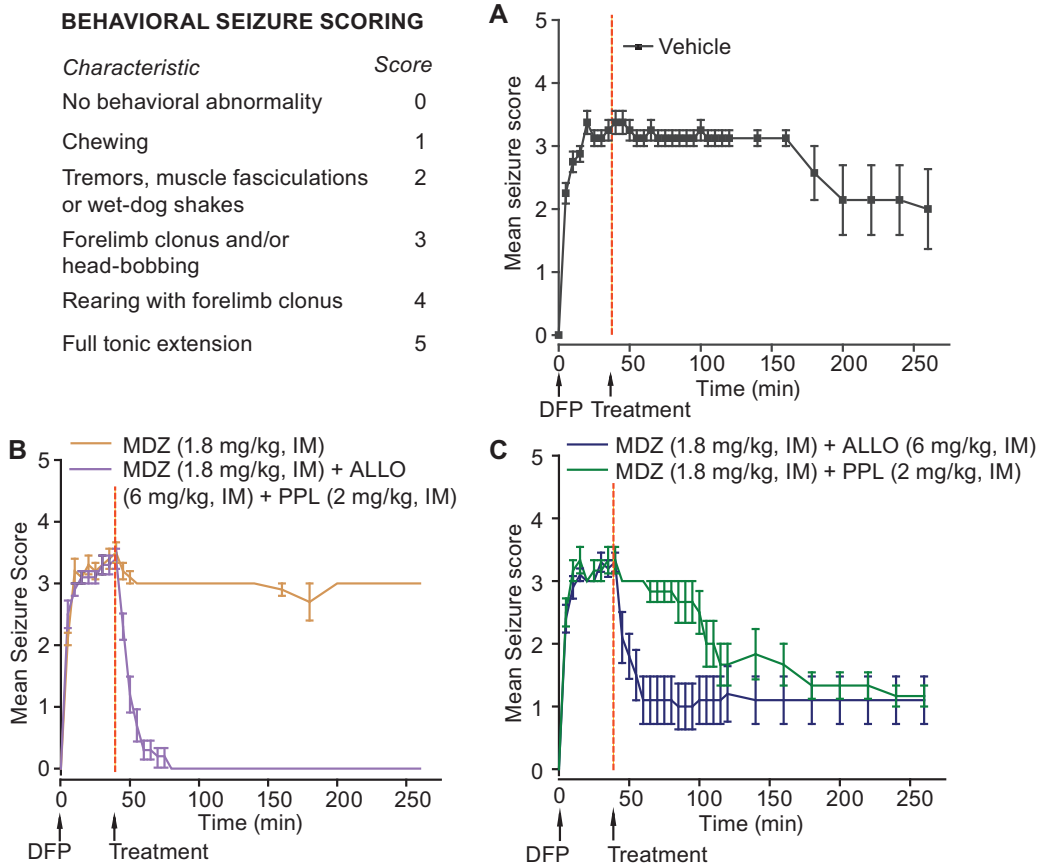 BEHAVIORAL SEIZURE SCORING
Characteristic Score
No behavioral abnormality 0
Chewing 1
Tremors, muscle fasciculations 2
or wet-dog shakes
Forelimb clonus and/or 3
head-bobbing
Rearing with forelimb clonus 4
Full tonic extension 5
A
Vehicle
Mean seizure score
5
4
3
2
1
0
0 50 100 150 200 250
Time (min)
DFP Treatment
B
MDZ (1.8 mg/kg, IM)
MDZ (1.8 mg/kg, IM) + ALLO
(6 mg/kg, IM) + PPL (2 mg/kg, IM)
Mean Seizure Score
5
4
3
2
1
0
0 50 100 150 200 250
Time (min)
DFP Treatment
C
MDZ (1.8 mg/kg, IM) + ALLO (6 mg/kg, IM)
MDZ (1.8 mg/kg, IM) + PPL (2 mg/kg, IM)
Mean Seizure score
5
4
3
2
1
0
0 50 100 150 200 250
Time (min)
DFP Treatment